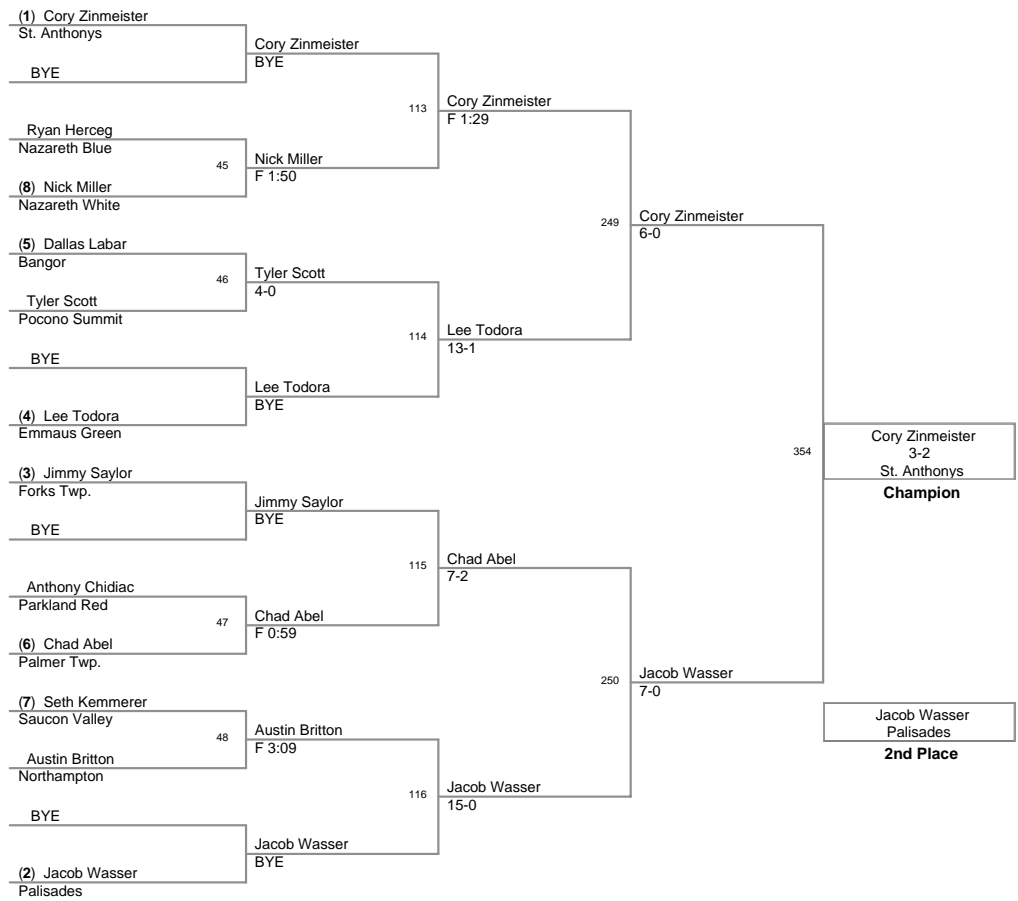 (1) Cory Zinmeister
St. Anthonys
BYE
Ryan Herceg
Nazareth Blue
(8) Nick Miller
Nazareth White
(5) Dallas Labar
Bangor
Tyler Scott
Pocono Summit
BYE
(4) Lee Todora
Emmaus Green
(3) Jimmy Saylor
Forks Twp.
BYE
Anthony Chidiac
Parkland Red
(6) Chad Abel
Palmer Twp.
(7) Seth Kemmerer
Saucon Valley
Austin Britton
Northampton
BYE
(2) Jacob Wasser
Palisades
45
46
47
48
Cory Zinmeister
BYE
Nick Miller
F 1:50
Tyler Scott
4-0
Lee Todora
BYE
Jimmy Saylor
BYE
Chad Abel
F 0:59
Austin Britton
F 3:09
Jacob Wasser
BYE
113
114
115
116
Cory Zinmeister
F 1:29
Lee Todora
13-1
Chad Abel
7-2
Jacob Wasser
15-0
249
250
Cory Zinmeister
6-0
Jacob Wasser
7-0
354
Cory Zinmeister
3-2
St. Anthonys
Champion
Jacob Wasser
Palisades
2nd Place